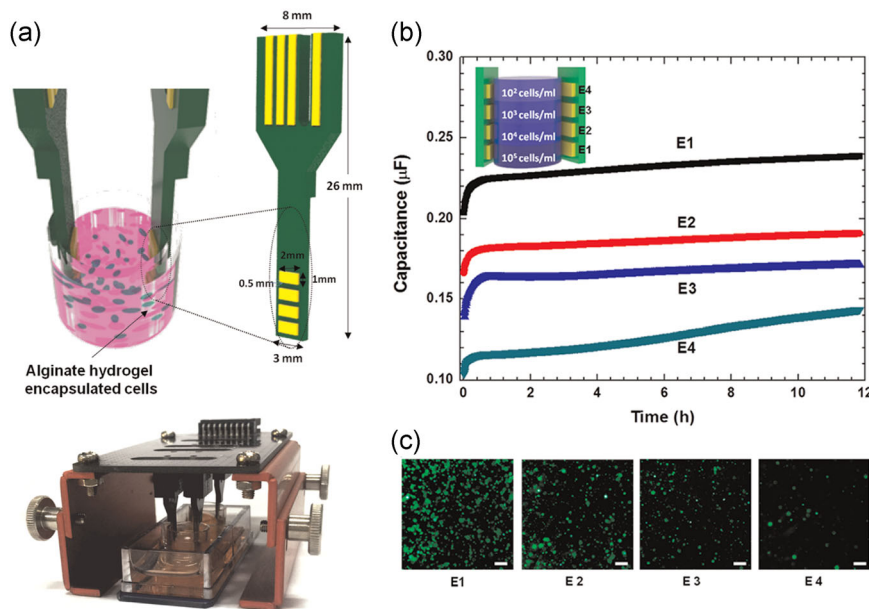 (a)
8 mm
26 mm
2mm
0.5 mm
1mm
3 mm
Alginate hydrogel
encapsulated cells
(b)
0.30
0.25
0.20
0.15
0.10
Capacitance (µF)
10² cells/ml
10³ cells/ml
10⁴ cells/ml
10⁵ cells/ml
E4
E3
E2
E1
E1
E2
E3
E4
0
2
4
6
8
10
12
Time (h)
(c)
E1
E 2
E 3
E 4